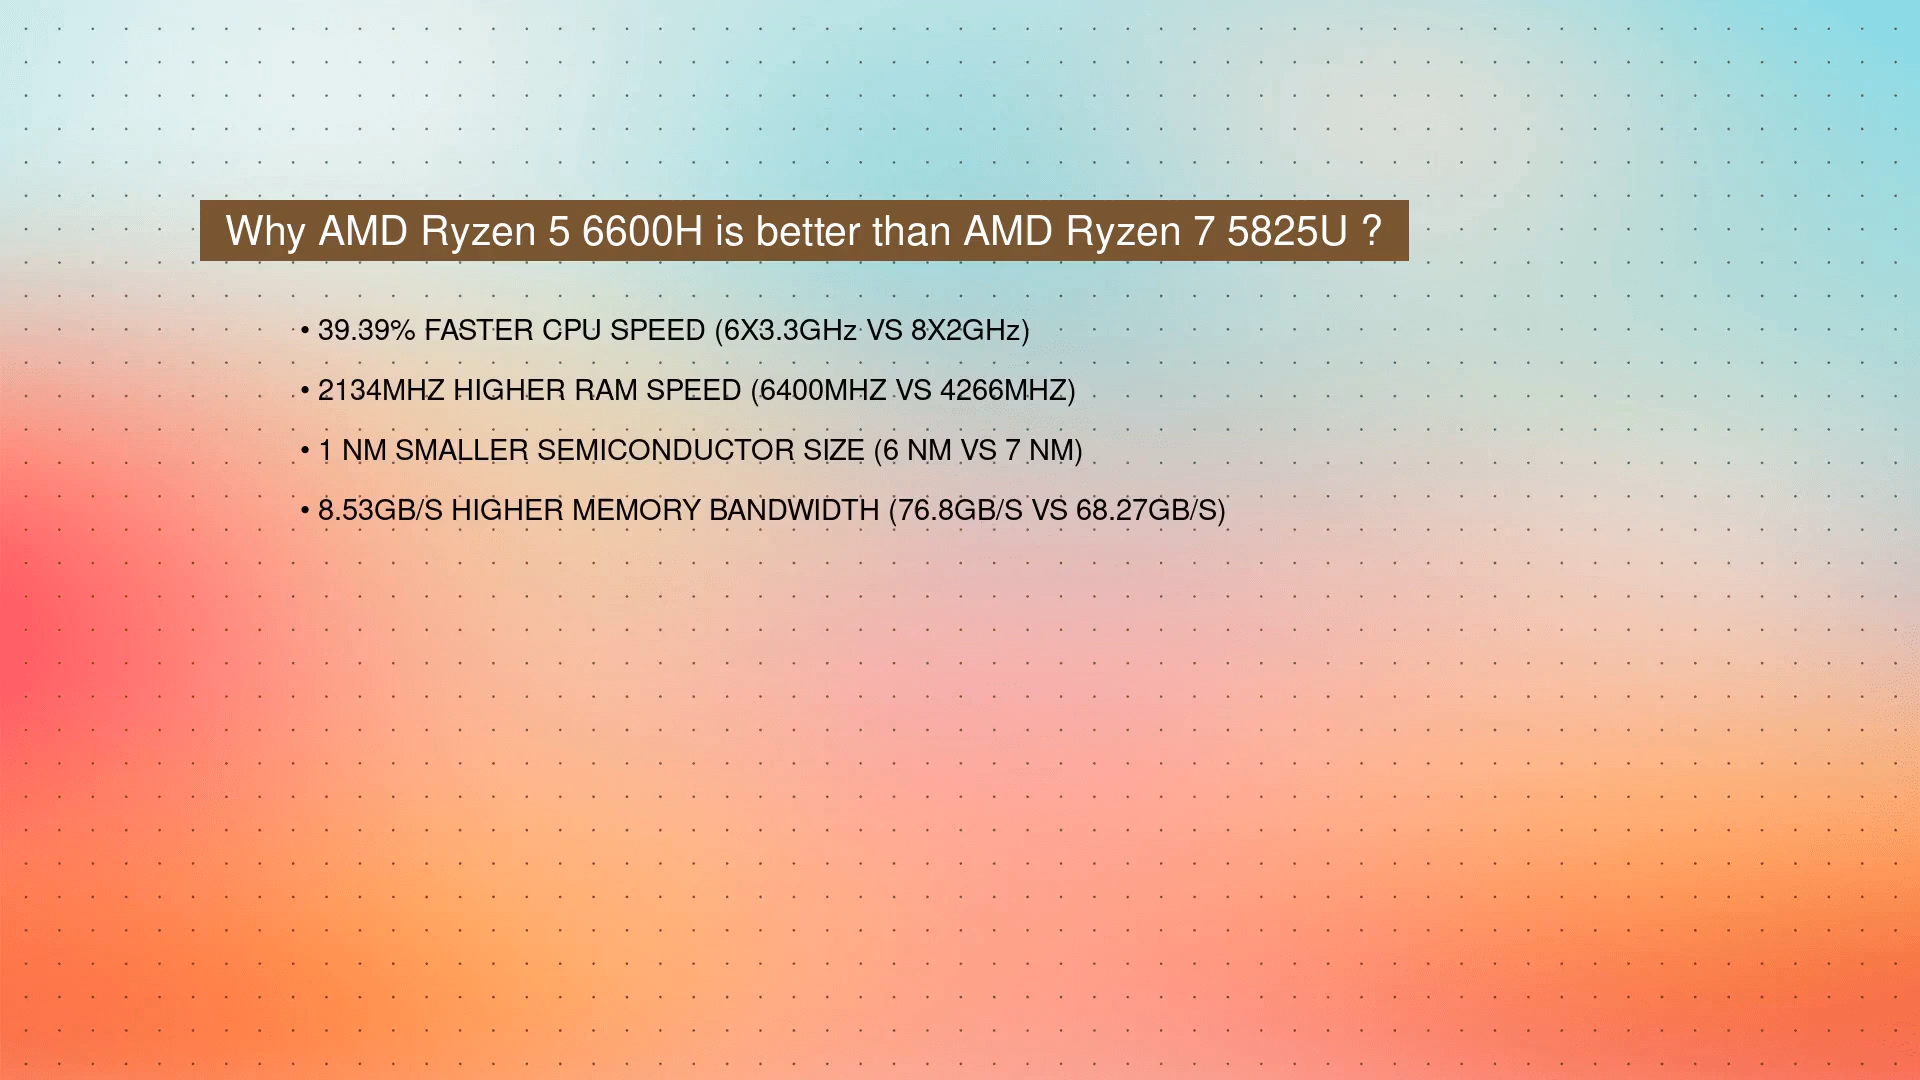 Why AMD Ryzen 5 6600H is better than AMD Ryzen 7 5825U ?
• 39.39% FASTER CPU SPEED (6X3.3GHz VS 8X2GHz)
• 2134MHZ HIGHER RAM SPEED (6400MHZ VS 4266MHZ)
• 1 NM SMALLER SEMICONDUCTOR SIZE (6 NM VS 7 NM)
• 8.53GB/S HIGHER MEMORY BANDWIDTH (76.8GB/S VS 68.27GB/S)